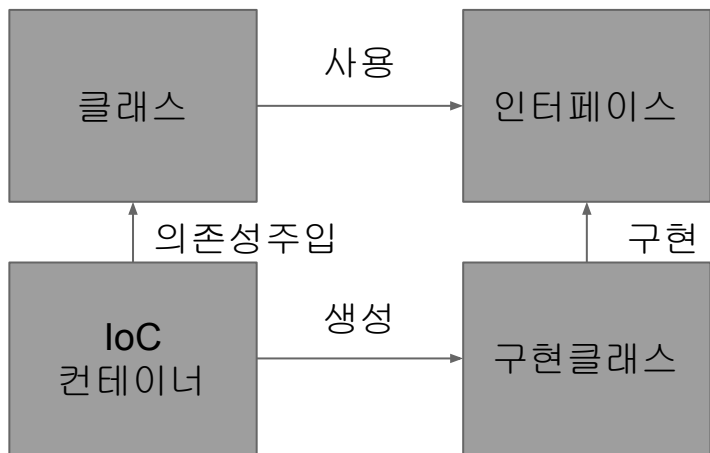 사용
클래스
인터페이스
의존성주입
구현
생성
IoC
컨테이너
구현클래스